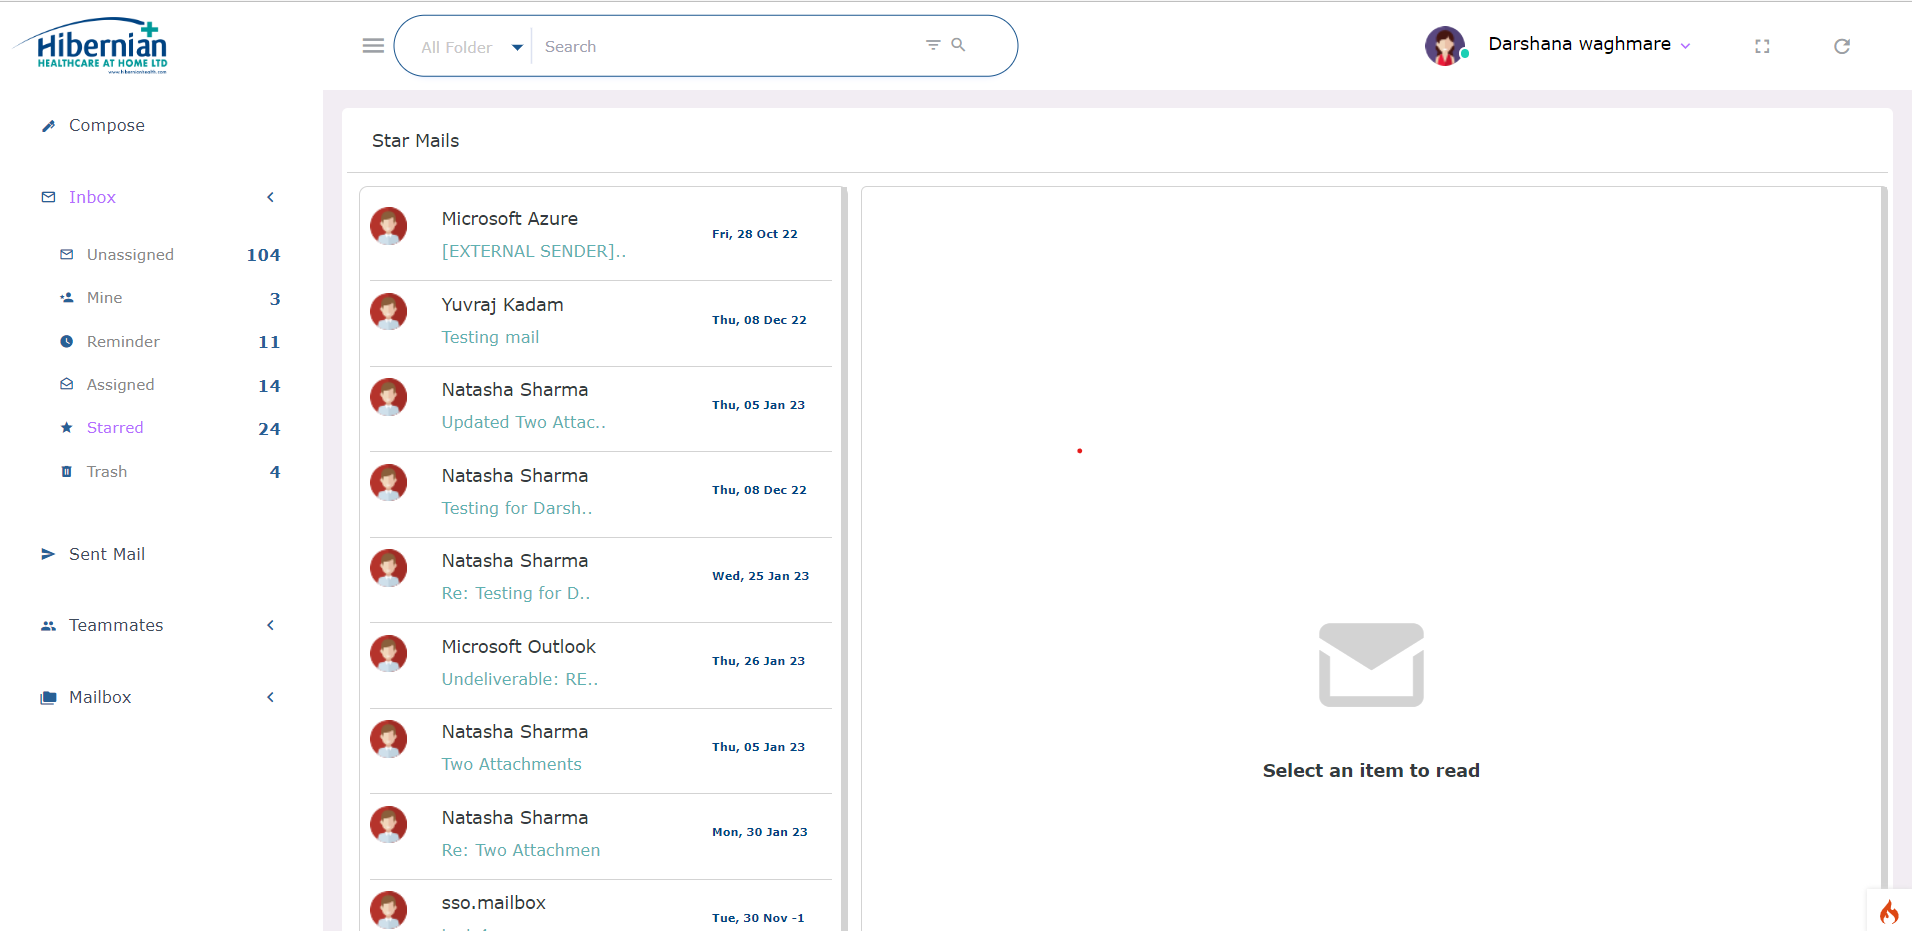 Hibernian
HEALTHCARE AT HOME LTD
All Folder
Search
Darshana waghmare
Compose
Inbox
Unassigned 104
Mine 3
Reminder 11
Assigned 14
Starred 24
Trash 4
Sent Mail
Teammates
Mailbox
Star Mails
Microsoft Azure
Fri, 28 Oct 22
[EXTERNAL SENDER]..
Yuvraj Kadam
Thu, 08 Dec 22
Testing mail
Natasha Sharma
Thu, 05 Jan 23
Updated Two Attac..
Natasha Sharma
Thu, 08 Dec 22
Testing for Darsh..
Natasha Sharma
Wed, 25 Jan 23
Re: Testing for D..
Microsoft Outlook
Thu, 26 Jan 23
Undeliverable: RE..
Natasha Sharma
Thu, 05 Jan 23
Two Attachments
Natasha Sharma
Mon, 30 Jan 23
Re: Two Attachmen
sso.mailbox
Tue, 30 Nov -1
Select an item to read